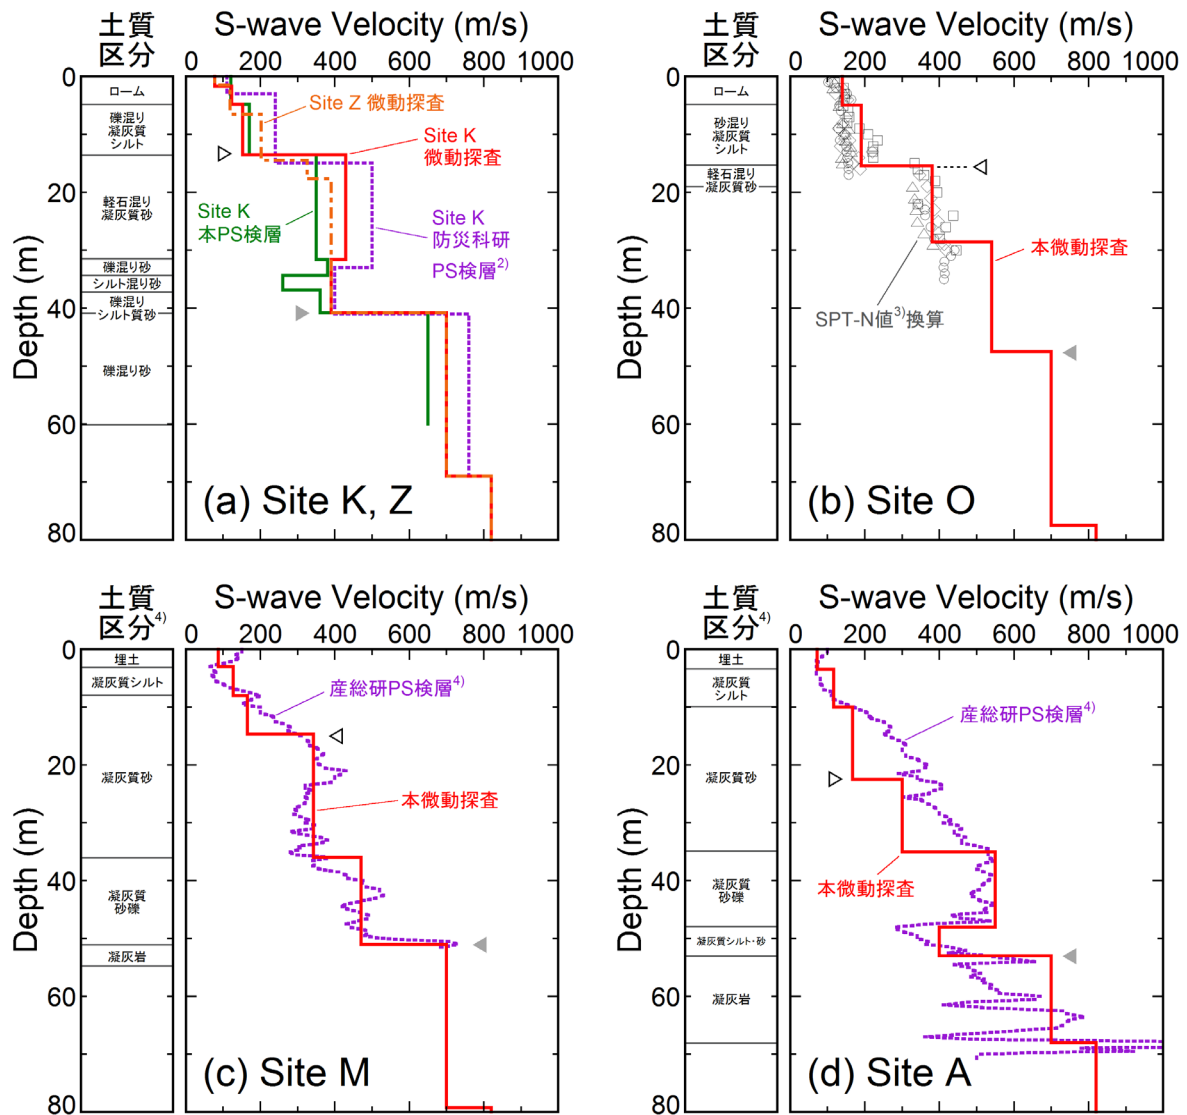 土質
区分
S-wave Velocity (m/s)
0 200 400 600 800 1000
0
20
40
60
80
Depth (m)
ローム
礫混り
凝灰質
シルト
軽石混り
凝灰質砂
礫混り砂
シルト混り砂
礫混り
シルト質砂
礫混り砂
Site Z 微動探査
Site K
微動探査
Site K
本PS検層
Site K
防災科研
PS検層2)
(a) Site K, Z
土質
区分
S-wave Velocity (m/s)
0 200 400 600 800 1000
0
20
40
60
80
Depth (m)
ローム
砂混り
凝灰質
シルト
軽石混り
凝灰質砂
本微動探査
SPT-N値3)換算
(b) Site O
土質
区分4)
S-wave Velocity (m/s)
0 200 400 600 800 1000
0
20
40
60
80
Depth (m)
埋土
凝灰質シルト
凝灰質砂
凝灰質
砂礫
凝灰岩
産総研PS検層4)
本微動探査
(c) Site M
土質
区分4)
S-wave Velocity (m/s)
0 200 400 600 800 1000
0
20
40
60
80
Depth (m)
埋土
凝灰質
シルト
凝灰質砂
凝灰質
砂礫
凝灰質シルト・砂
凝灰岩
産総研PS検層4)
本微動探査
(d) Site A